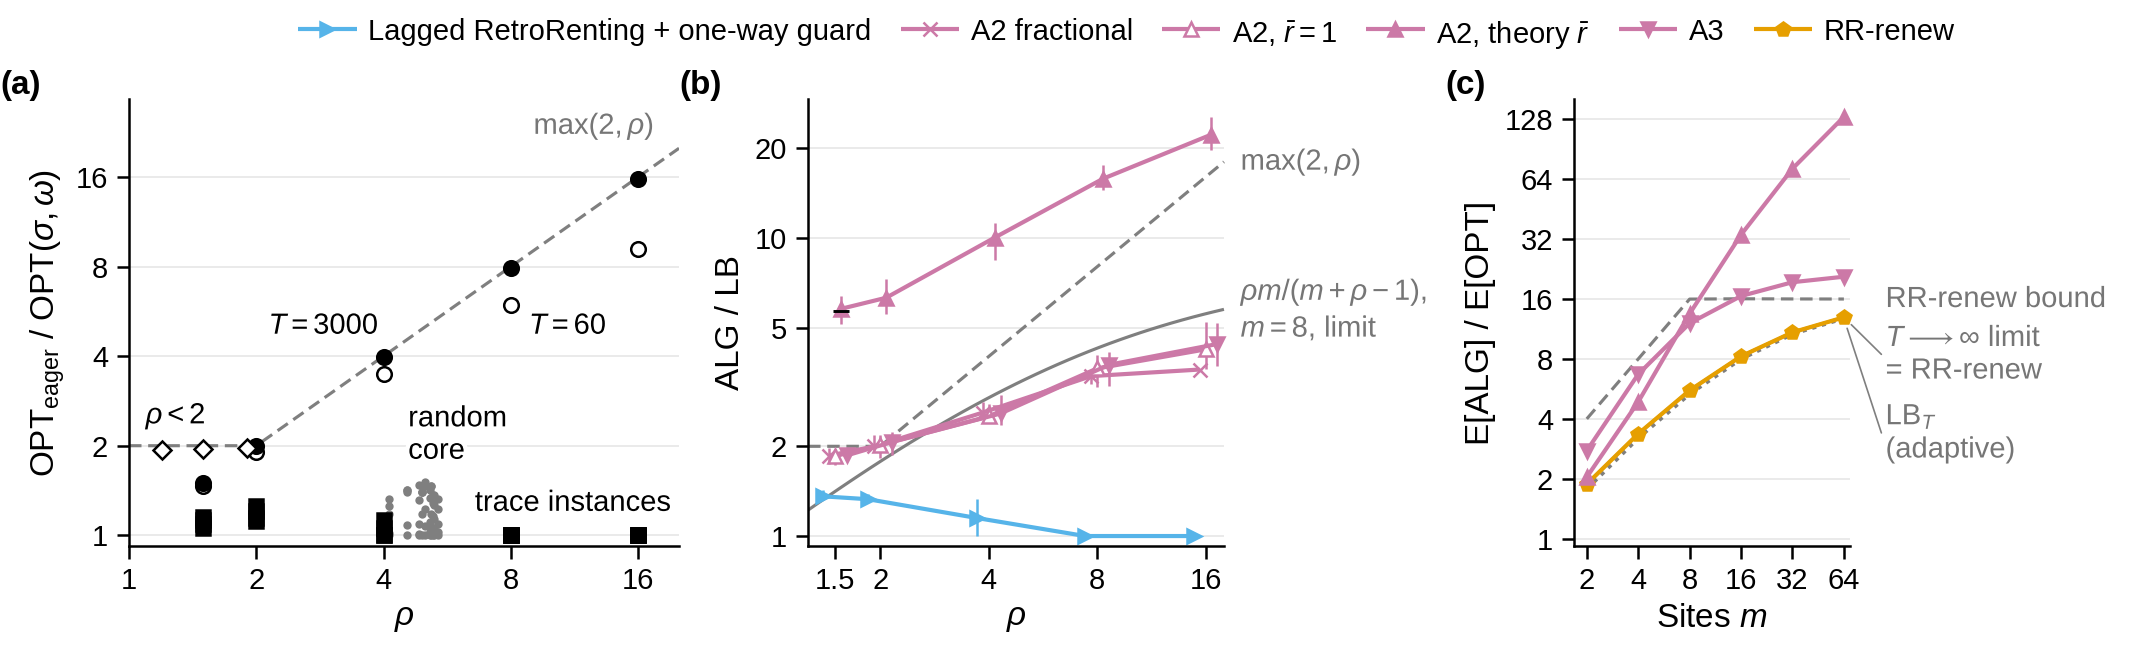 Lagged RetroRenting + one-way guard
A2 fractional
A2, r̄ = 1
A2, theory r̄
A3
RR-renew
(a)
OPT_eager / OPT(σ, ω)
16
8
4
2
1
max(2, ρ)
T = 3000
T = 60
ρ < 2
random
core
trace instances
1
2
4
8
16
ρ
(b)
ALG / LB
20
10
5
2
1
max(2, ρ)
ρm/(m + ρ − 1),
m = 8, limit
1.5
2
4
8
16
ρ
(c)
E[ALG] / E[OPT]
128
64
32
16
8
4
2
1
RR-renew bound
T ⟶ ∞ limit
= RR-renew
LB_T
(adaptive)
2
4
8
16
32
64
Sites m